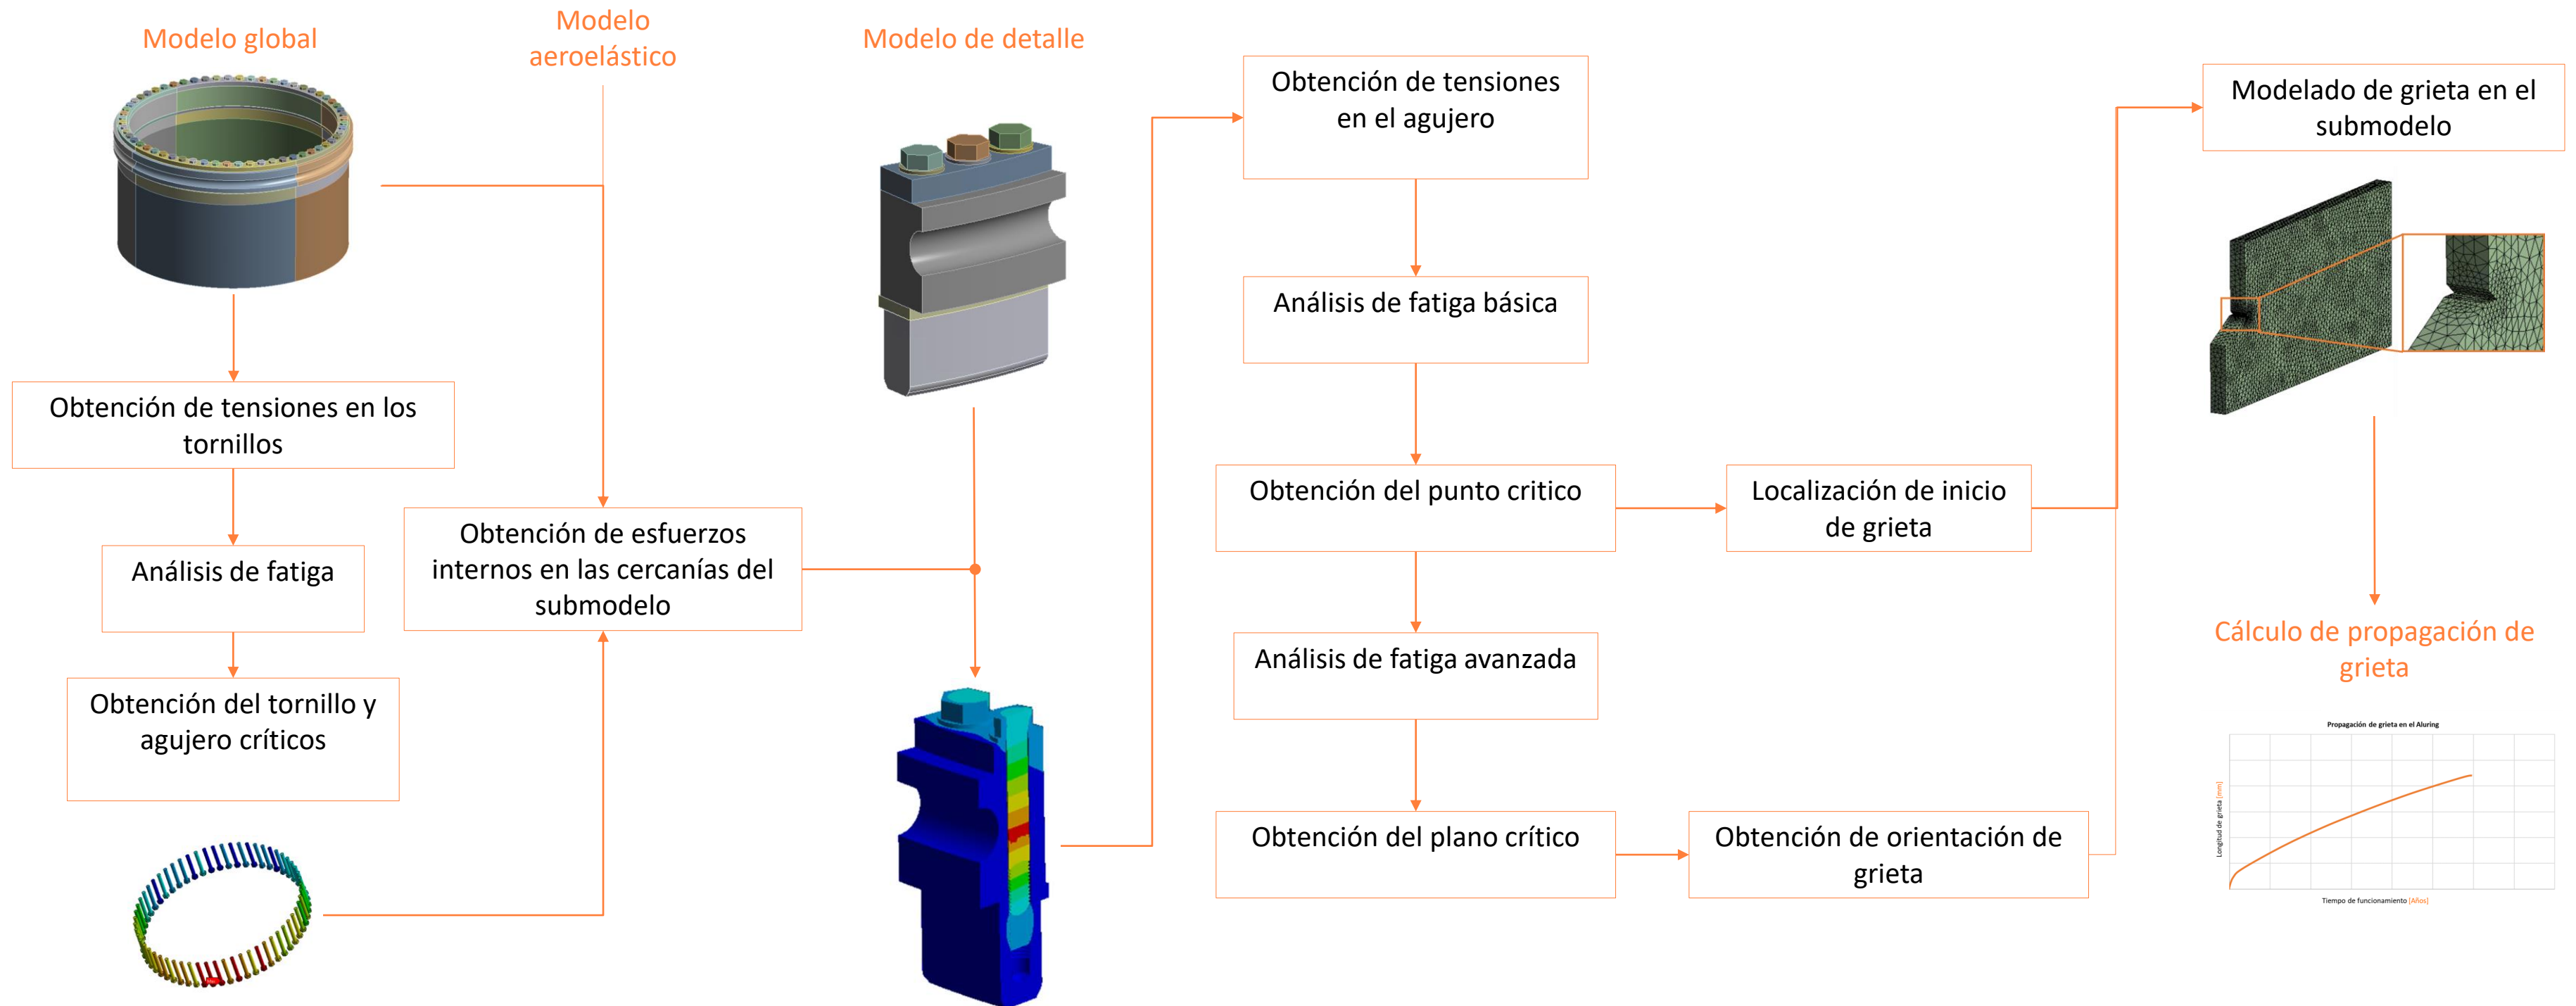 Modelo global
Modelo
aeroelástico
Modelo de detalle
Obtención de tensiones en los
tornillos
Análisis de fatiga
Obtención del tornillo y
agujero críticos
Obtención de esfuerzos
internos en las cercanías del
submodelo
Obtención de tensiones
en el agujero
Análisis de fatiga básica
Obtención del punto critico
Localización de inicio
de grieta
Análisis de fatiga avanzada
Obtención del plano crítico
Obtención de orientación de
grieta
Modelado de grieta en el
submodelo
Cálculo de propagación de
grieta
Propagación de grieta en el Aluring
Longitud de grieta [mm]
Tiempo de funcionamiento [Años]